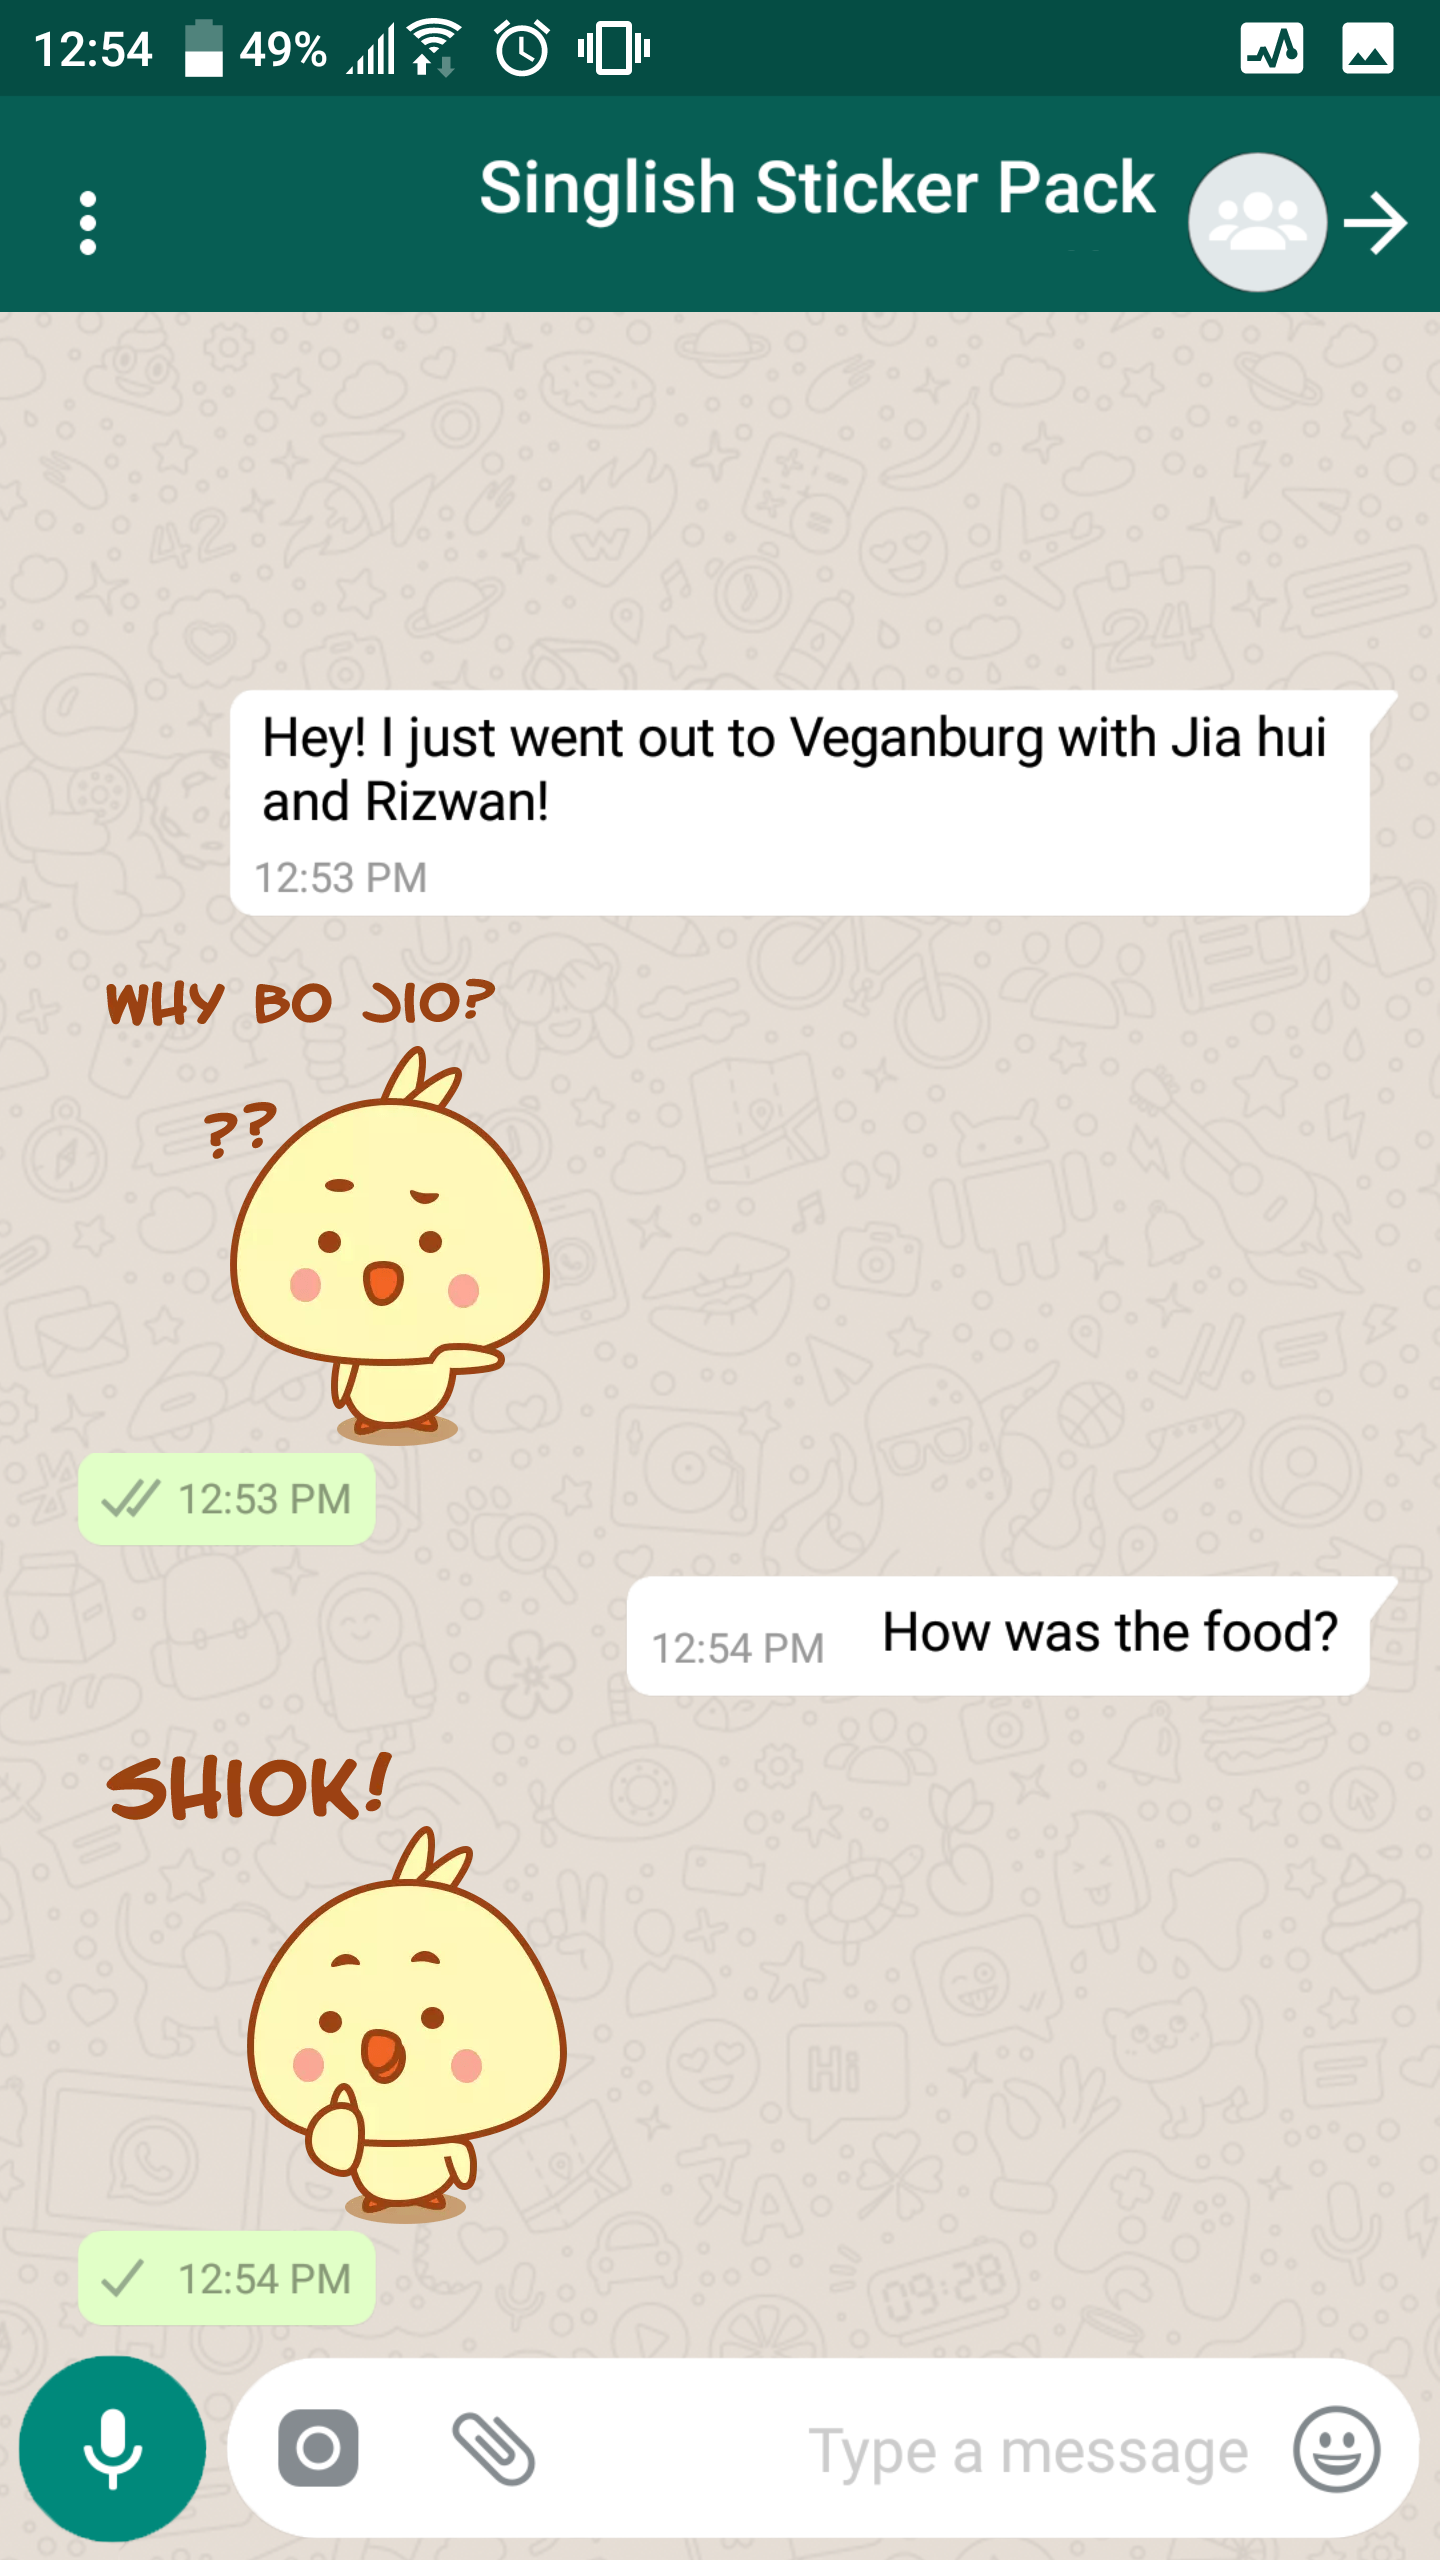 12:54 49%
Singlish Sticker Pack
Hey! I just went out to Veganburg with Jia hui
and Rizwan!
12:53 PM
WHY BO JIO?
??
12:53 PM
How was the food?
12:54 PM
SHIOK!
12:54 PM
Type a message